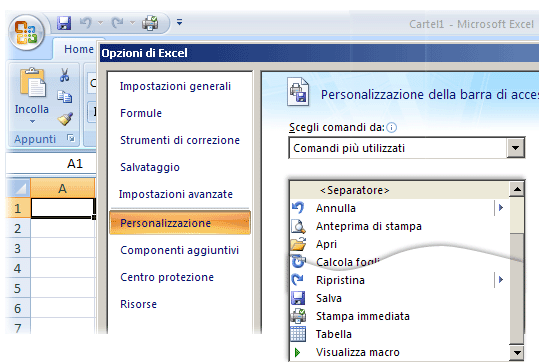 Cartel1 - Microsoft Excel
Home
Opzioni di Excel
Incolla
Appunti
A1
A
1
2
3
4
5
6
7
Impostazioni generali
Formule
Strumenti di correzione
Salvataggio
Impostazioni avanzate
Personalizzazione
Componenti aggiuntivi
Centro protezione
Risorse
Personalizzazione della barra di acce
Scegli comandi da:
Comandi più utilizzati
<Separatore>
Annulla
Anteprima di stampa
Apri
Calcola fogli
Ripristina
Salva
Stampa immediata
Tabella
Visualizza macro